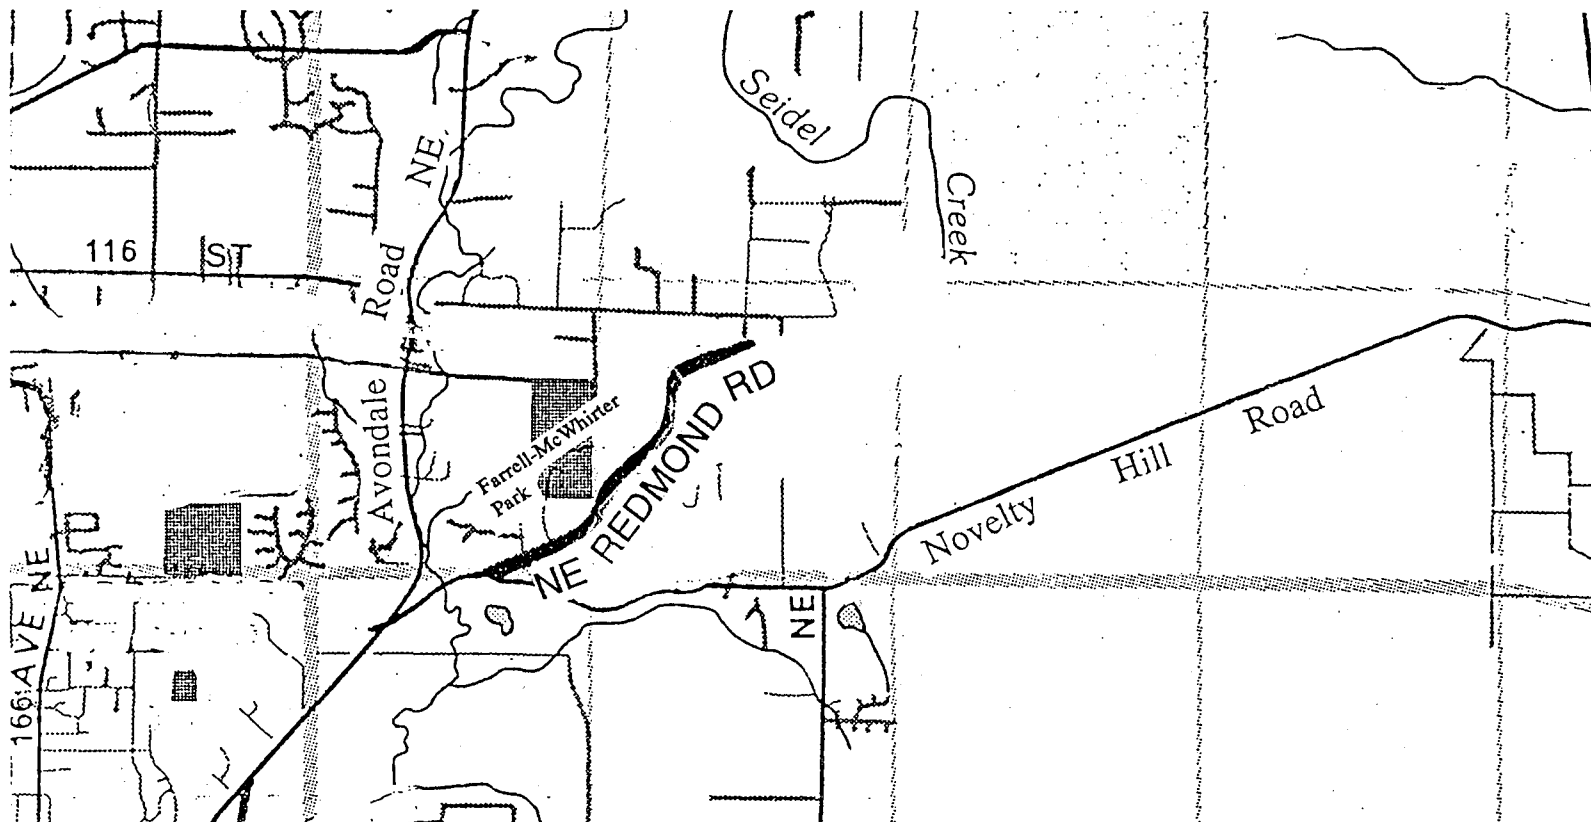 Seidel
Creek
NE
Road
Avondale
116 ST
Farrell-McWhirter
Park
NE REDMOND RD
Novelty Hill Road
NE
166 AVE NE